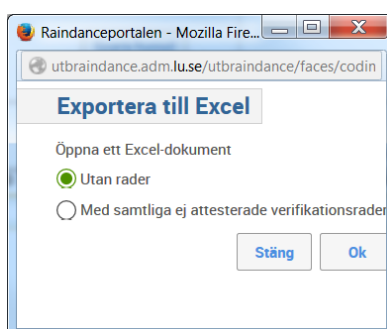 Raindanceportalen - Mozilla Fire...
utbraindance.adm.lu.se/utbraindance/faces/codin
Exportera till Excel
Öppna ett Excel-dokument
Utan rader
Med samtliga ej attesterade verifikationsrader
Stäng Ok